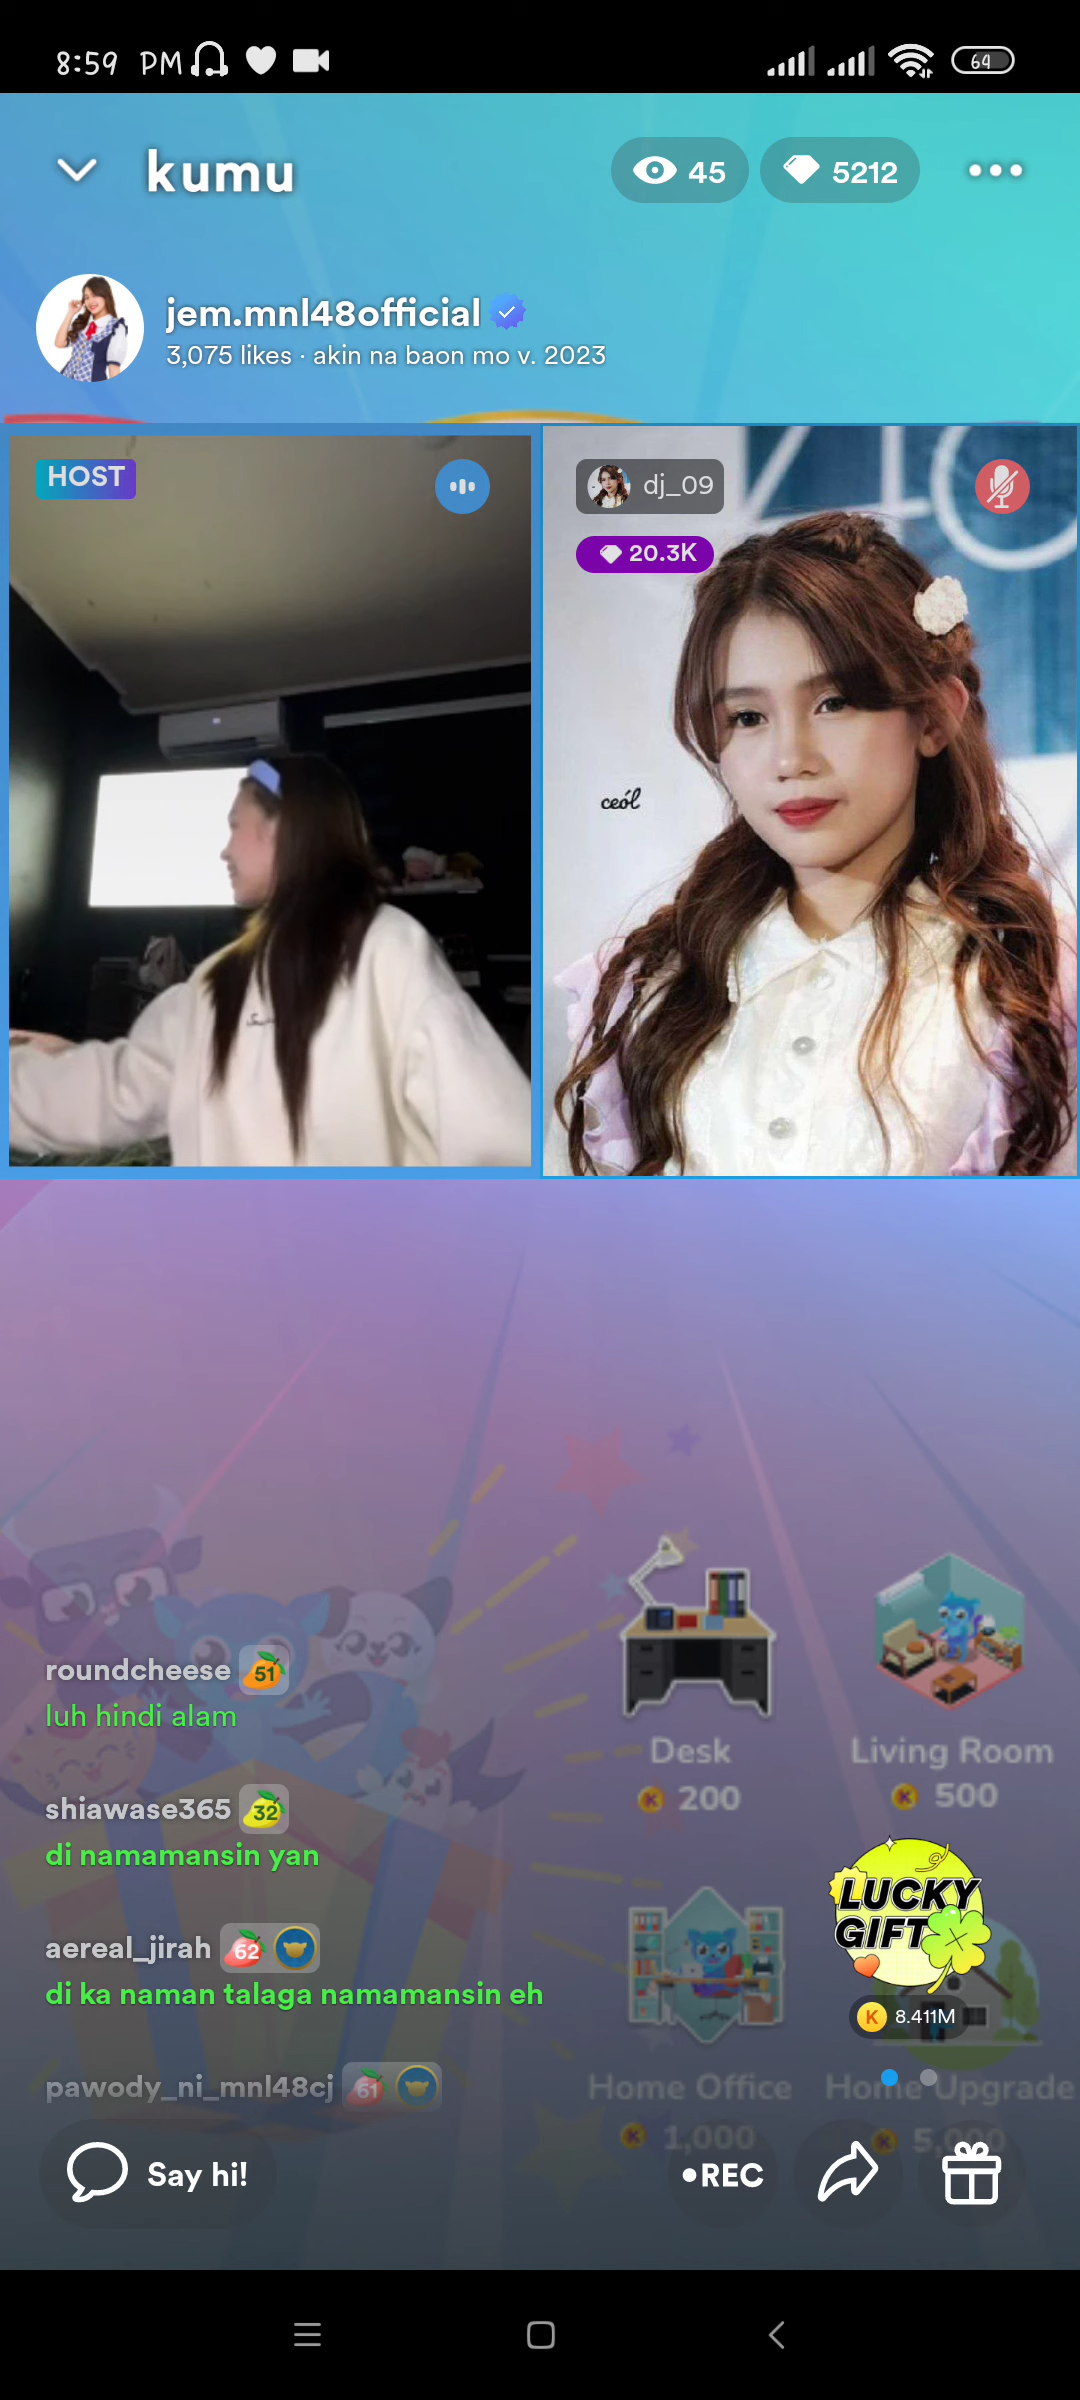 8:59 PM
64
kumu
45
5212
jem.mnl48official
3,075 likes · akin na baon mo v. 2023
HOST
dj_09
20.3K
ceól
roundcheese 51
luh hindi alam
shiawase365 32
di namamansin yan
aereal_jirah 62
di ka naman talaga namamansin eh
pawody_ni_mnl48cj 61
Desk
200
Living Room
500
LUCKY
GIFT
K 8.411M
Home Office
1,000
Home Upgrade
5,000
Say hi!
REC